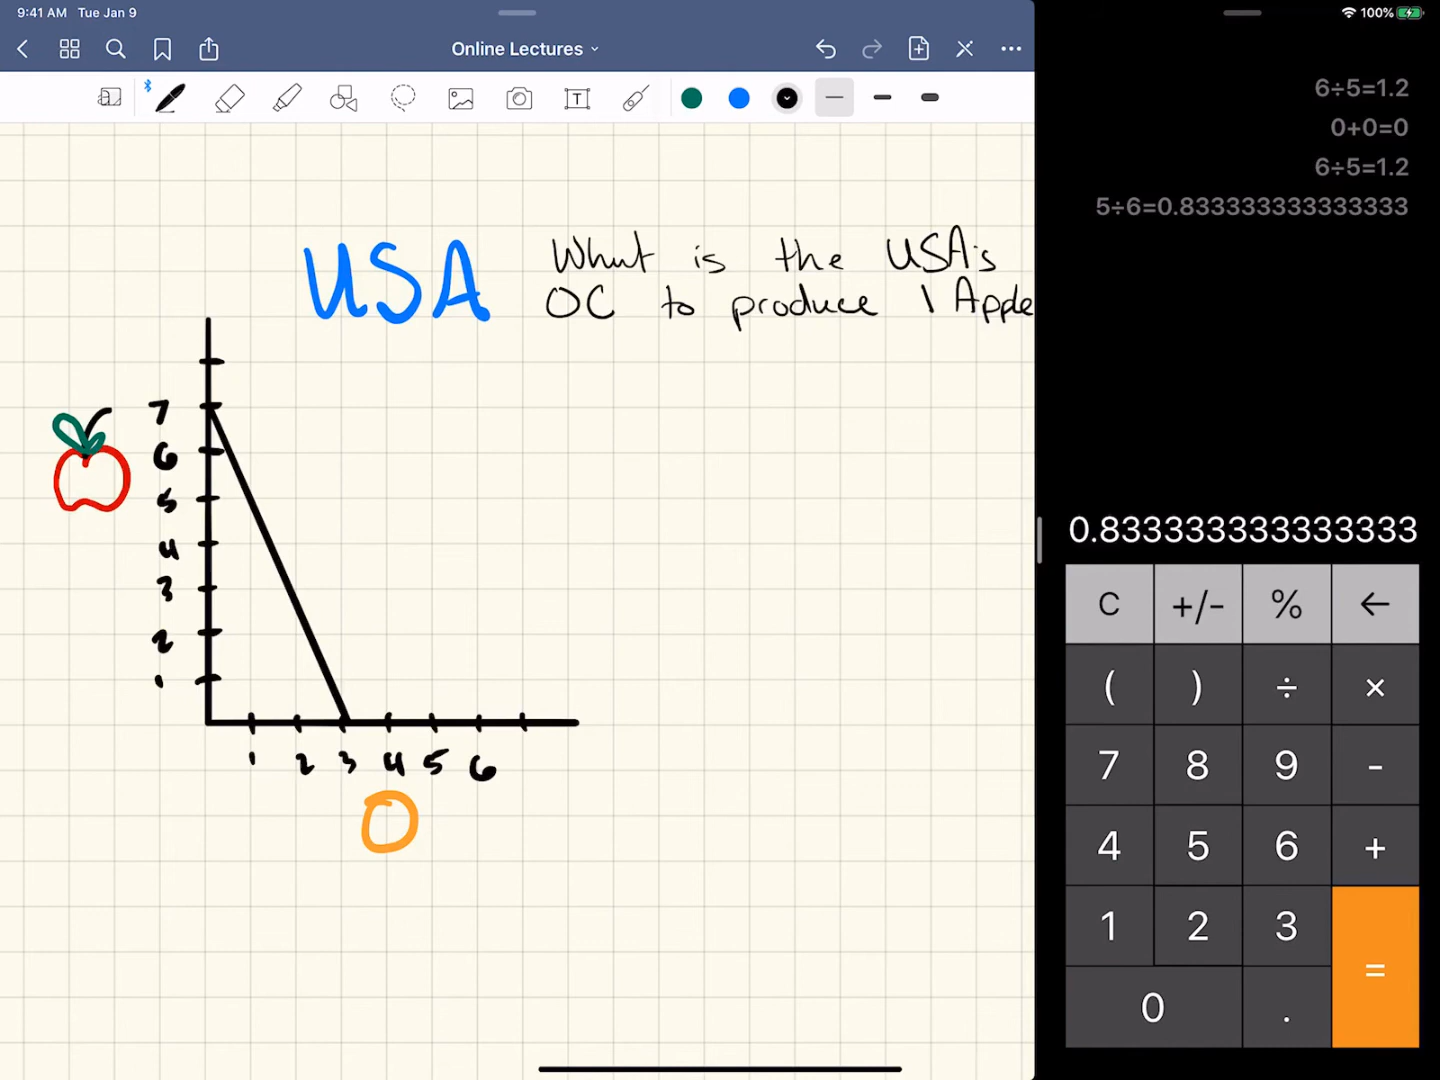 9:41 AM Tue Jan 9
100%
Online Lectures
T
6÷5=1.2
0+0=0
6÷5=1.2
5÷6=0.833333333333333
USA
What is the USA's
OC to produce 1 Apple
7
6
5
4
3
2
1
1 2 3 4 5 6
0.833333333333333
C +/- % ←
( ) ÷ ×
7 8 9 -
4 5 6 +
1 2 3 =
0 .